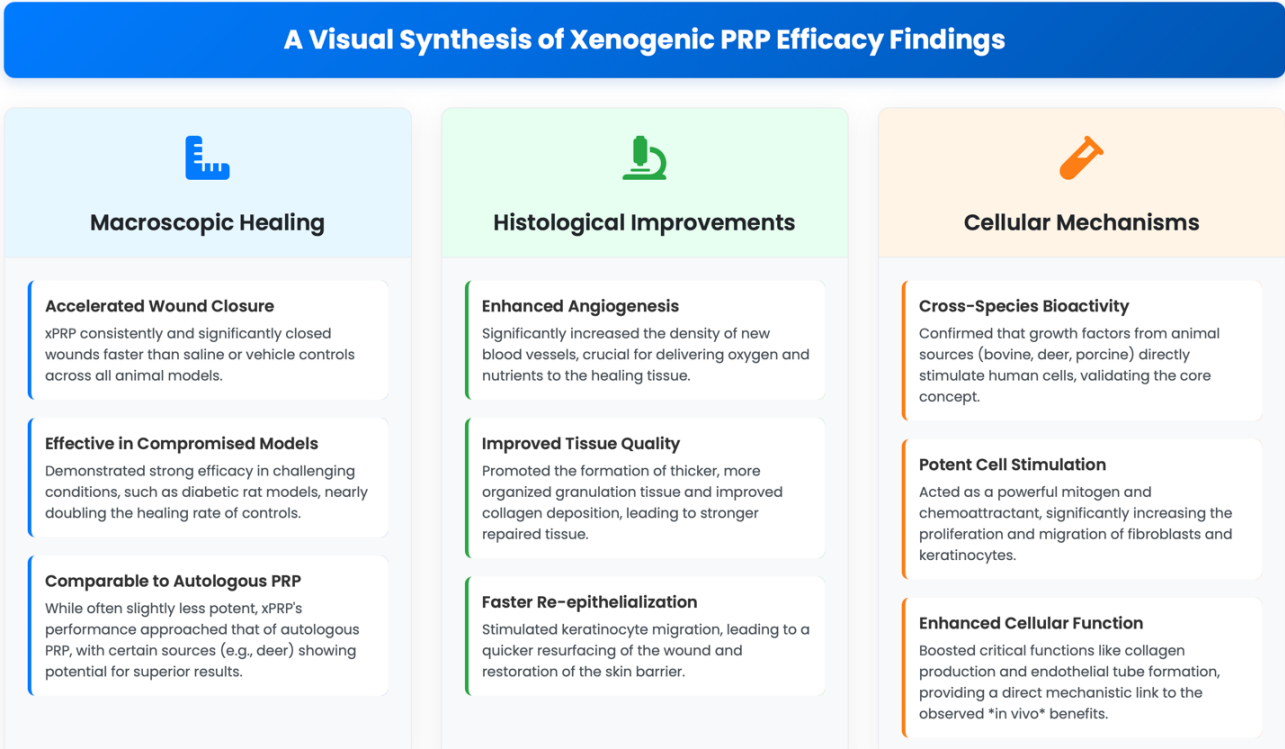 A Visual Synthesis of Xenogenic PRP Efficacy Findings
Macroscopic Healing
Accelerated Wound Closure
xPRP consistently and significantly closed
wounds faster than saline or vehicle controls
across all animal models.
Effective in Compromised Models
Demonstrated strong efficacy in challenging
conditions, such as diabetic rat models, nearly
doubling the healing rate of controls.
Comparable to Autologous PRP
While often slightly less potent, xPRP's
performance approached that of autologous
PRP, with certain sources (e.g., deer) showing
potential for superior results.
Histological Improvements
Enhanced Angiogenesis
Significantly increased the density of new
blood vessels, crucial for delivering oxygen and
nutrients to the healing tissue.
Improved Tissue Quality
Promoted the formation of thicker, more
organized granulation tissue and improved
collagen deposition, leading to stronger
repaired tissue.
Faster Re-epithelialization
Stimulated keratinocyte migration, leading to a
quicker resurfacing of the wound and
restoration of the skin barrier.
Cellular Mechanisms
Cross-Species Bioactivity
Confirmed that growth factors from animal
sources (bovine, deer, porcine) directly
stimulate human cells, validating the core
concept.
Potent Cell Stimulation
Acted as a powerful mitogen and
chemoattractant, significantly increasing the
proliferation and migration of fibroblasts and
keratinocytes.
Enhanced Cellular Function
Boosted critical functions like collagen
production and endothelial tube formation,
providing a direct mechanistic link to the
observed *in vivo* benefits.